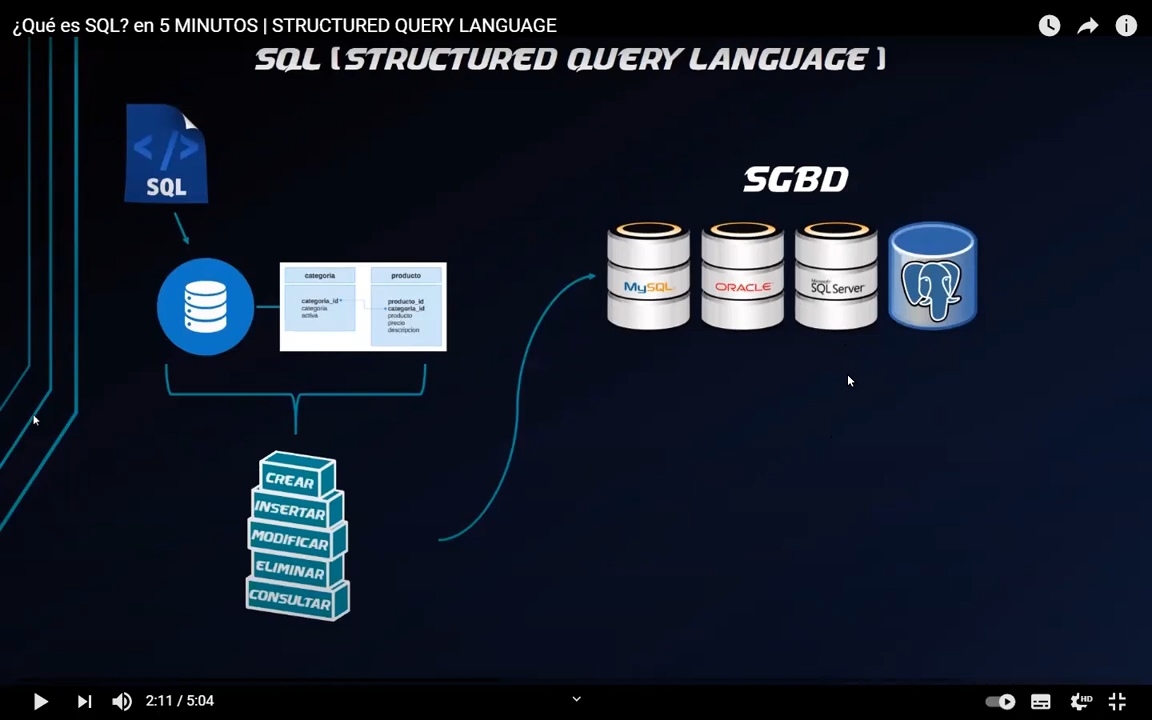 ¿Qué es SQL? en 5 MINUTOS | STRUCTURED QUERY LANGUAGE
SQL (STRUCTURED QUERY LANGUAGE )
</>
SQL
SGBD
categoria
producto
categoria_id
categoria
activa
producto_id
categoria_id
producto
precio
descripcion
MySQL
ORACLE
Microsoft
SQL Server
CREAR
INSERTAR
MODIFICAR
ELIMINAR
CONSULTAR
2:11 / 5:04
HD